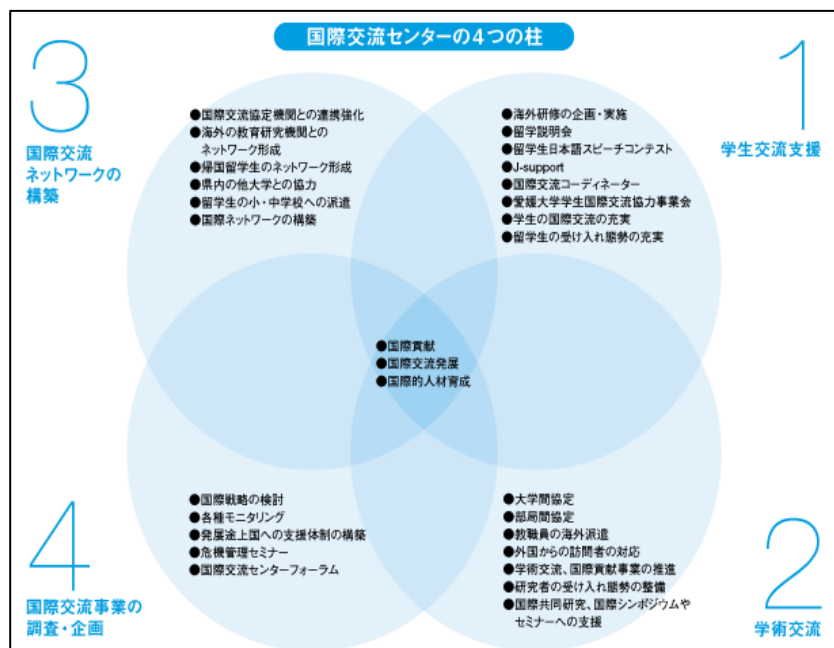 国際交流センターの4つの柱
1
学生交流支援
●海外研修の企画・実施
●留学説明会
●留学生日本語スピーチコンテスト
●J-support
●国際交流コーディネーター
●愛媛大学学生国際交流協力事業会
●学生の国際交流の充実
●留学生の受け入れ態勢の充実
2
学術交流
●大学間協定
●部局間協定
●教職員の海外派遣
●外国からの訪問者の対応
●学術交流、国際貢献事業の推進
●研究者の受け入れ態勢の整備
●国際共同研究、国際シンポジウムや
セミナーへの支援
3
国際交流
ネットワークの
構築
●国際交流協定機関との連携強化
●海外の教育研究機関との
ネットワーク形成
●帰国留学生のネットワーク形成
●県内の他大学との協力
●留学生の小・中学校への派遣
●国際ネットワークの構築
4
国際交流事業の
調査・企画
●国際戦略の検討
●各種モニタリング
●発展途上国への支援体制の構築
●危機管理セミナー
●国際交流センターフォーラム
●国際貢献
●国際交流発展
●国際的人材育成